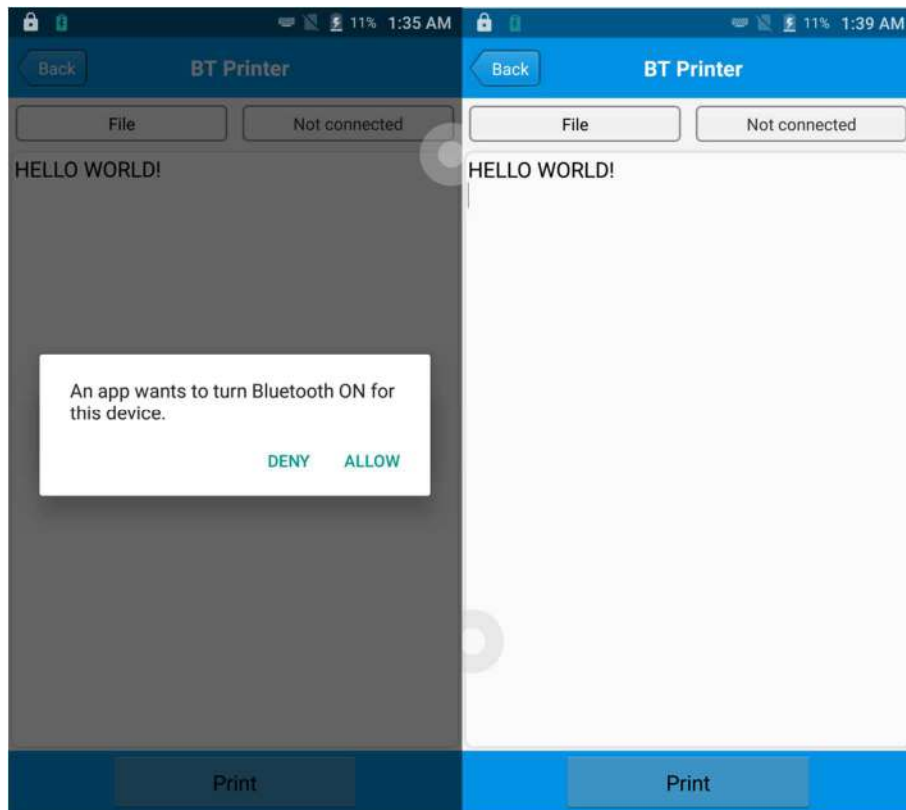 11% 1:35 AM
Back
BT Printer
File
Not connected
HELLO WORLD!
An app wants to turn Bluetooth ON for
this device.
DENY
ALLOW
Print
11% 1:39 AM
Back
BT Printer
File
Not connected
HELLO WORLD!
Print